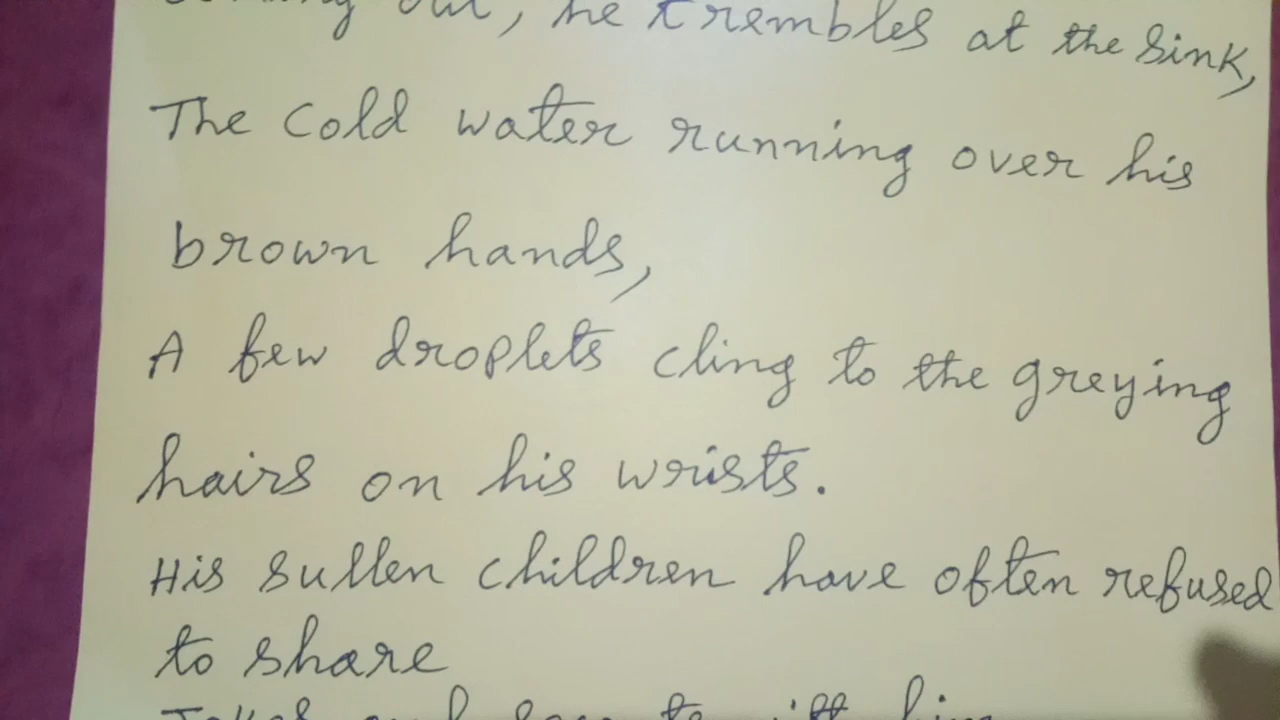 out, he trembles at the sink,
The cold water running over his
brown hands,
A few droplets cling to the greying
hairs on his wrists.
His sullen children have often refused
to share